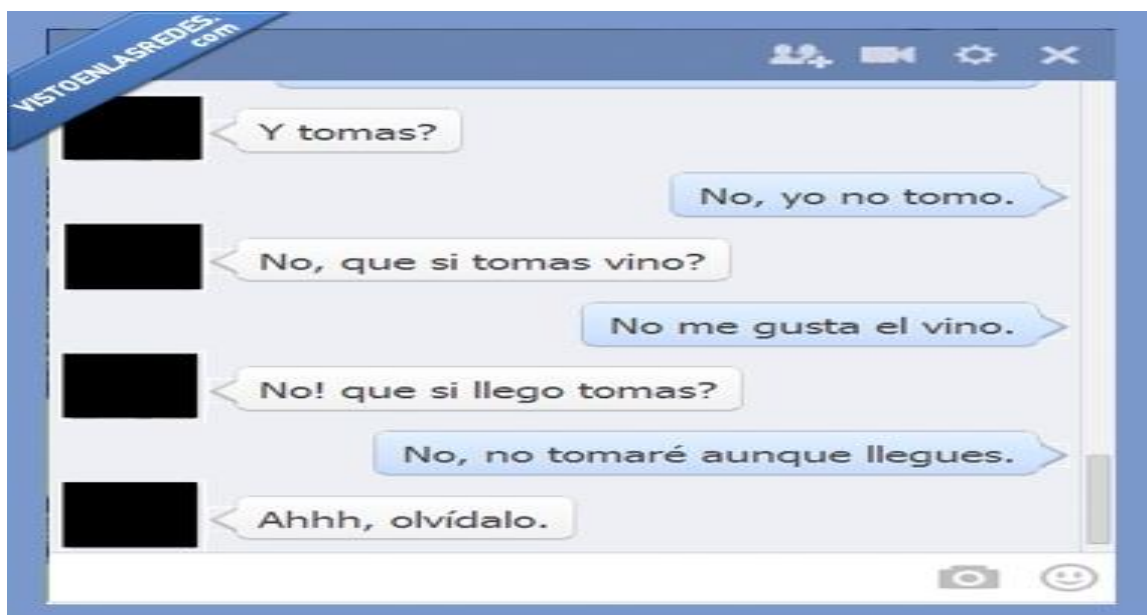 VISTOENLASREDES.
com
Y tomas?
No, yo no tomo.
No, que si tomas vino?
No me gusta el vino.
No! que si llego tomas?
No, no tomaré aunque llegues.
Ahhh, olvídalo.